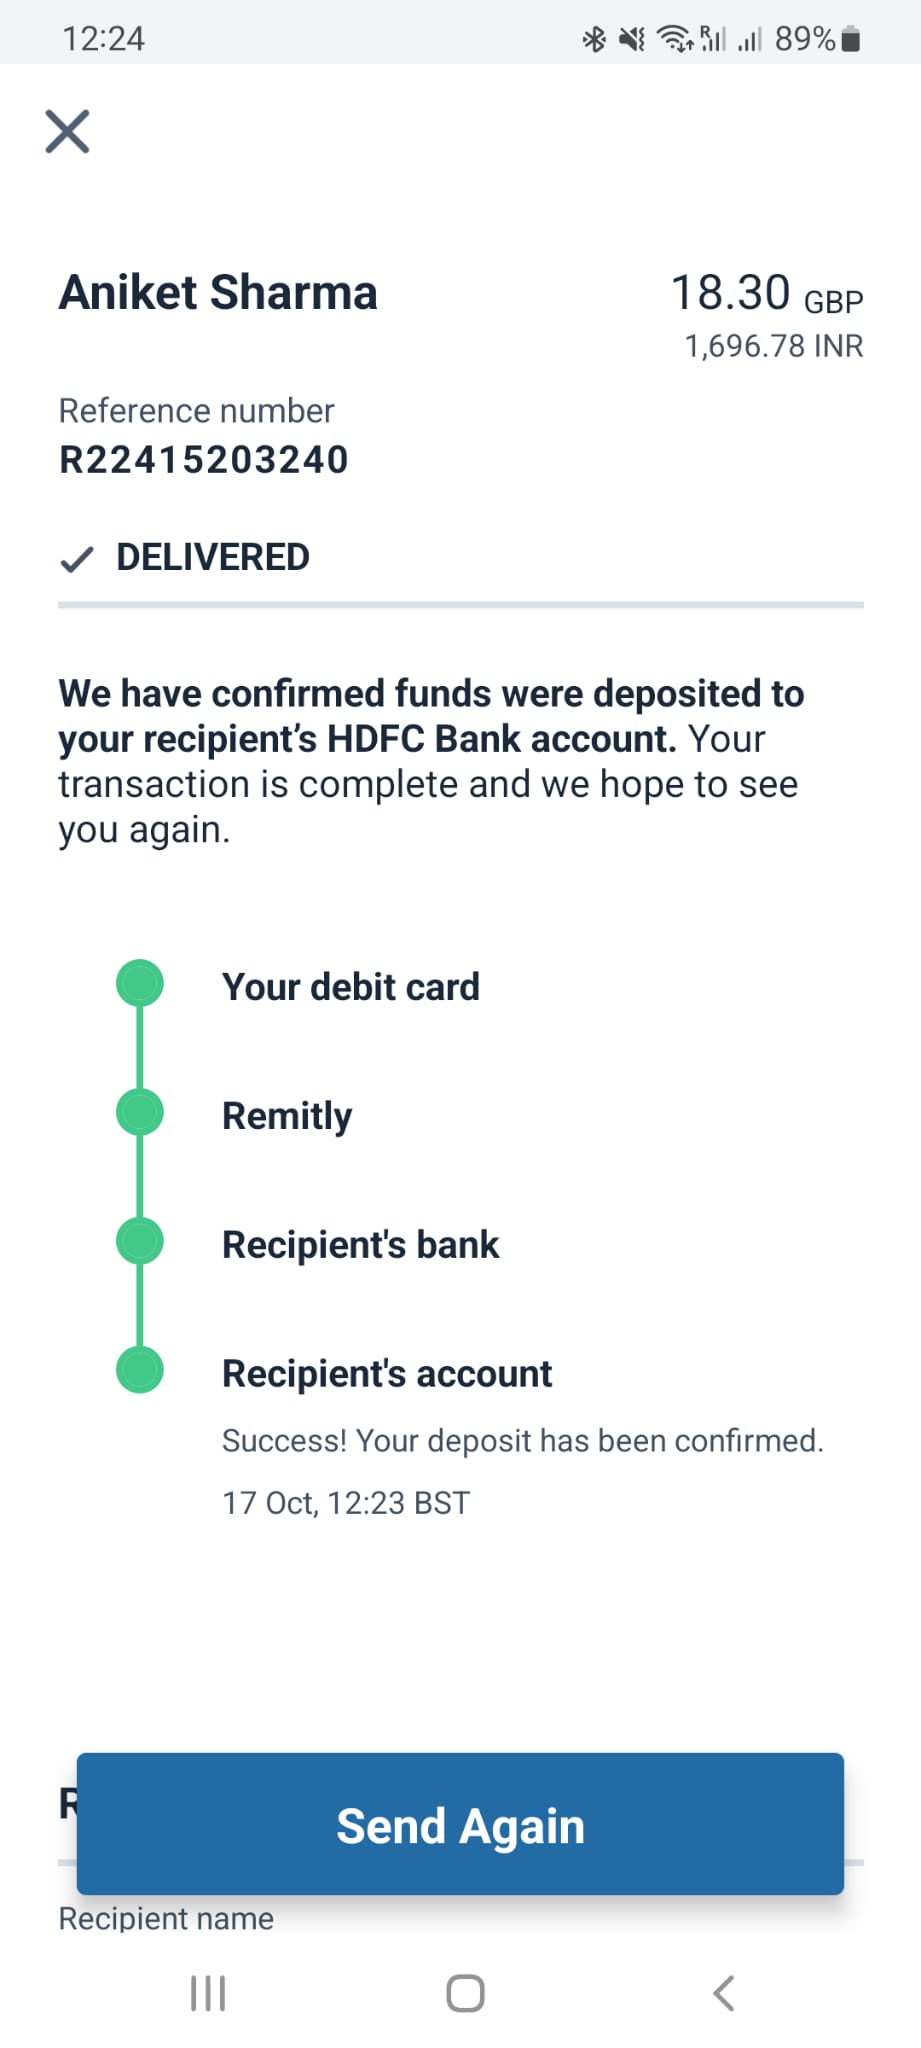 12:24
R
89%
Aniket Sharma
18.30 GBP
1,696.78 INR
Reference number
R22415203240
DELIVERED
We have confirmed funds were deposited to
your recipient’s HDFC Bank account. Your
transaction is complete and we hope to see
you again.
Your debit card
Remitly
Recipient's bank
Recipient's account
Success! Your deposit has been confirmed.
17 Oct, 12:23 BST
Send Again
Recipient name